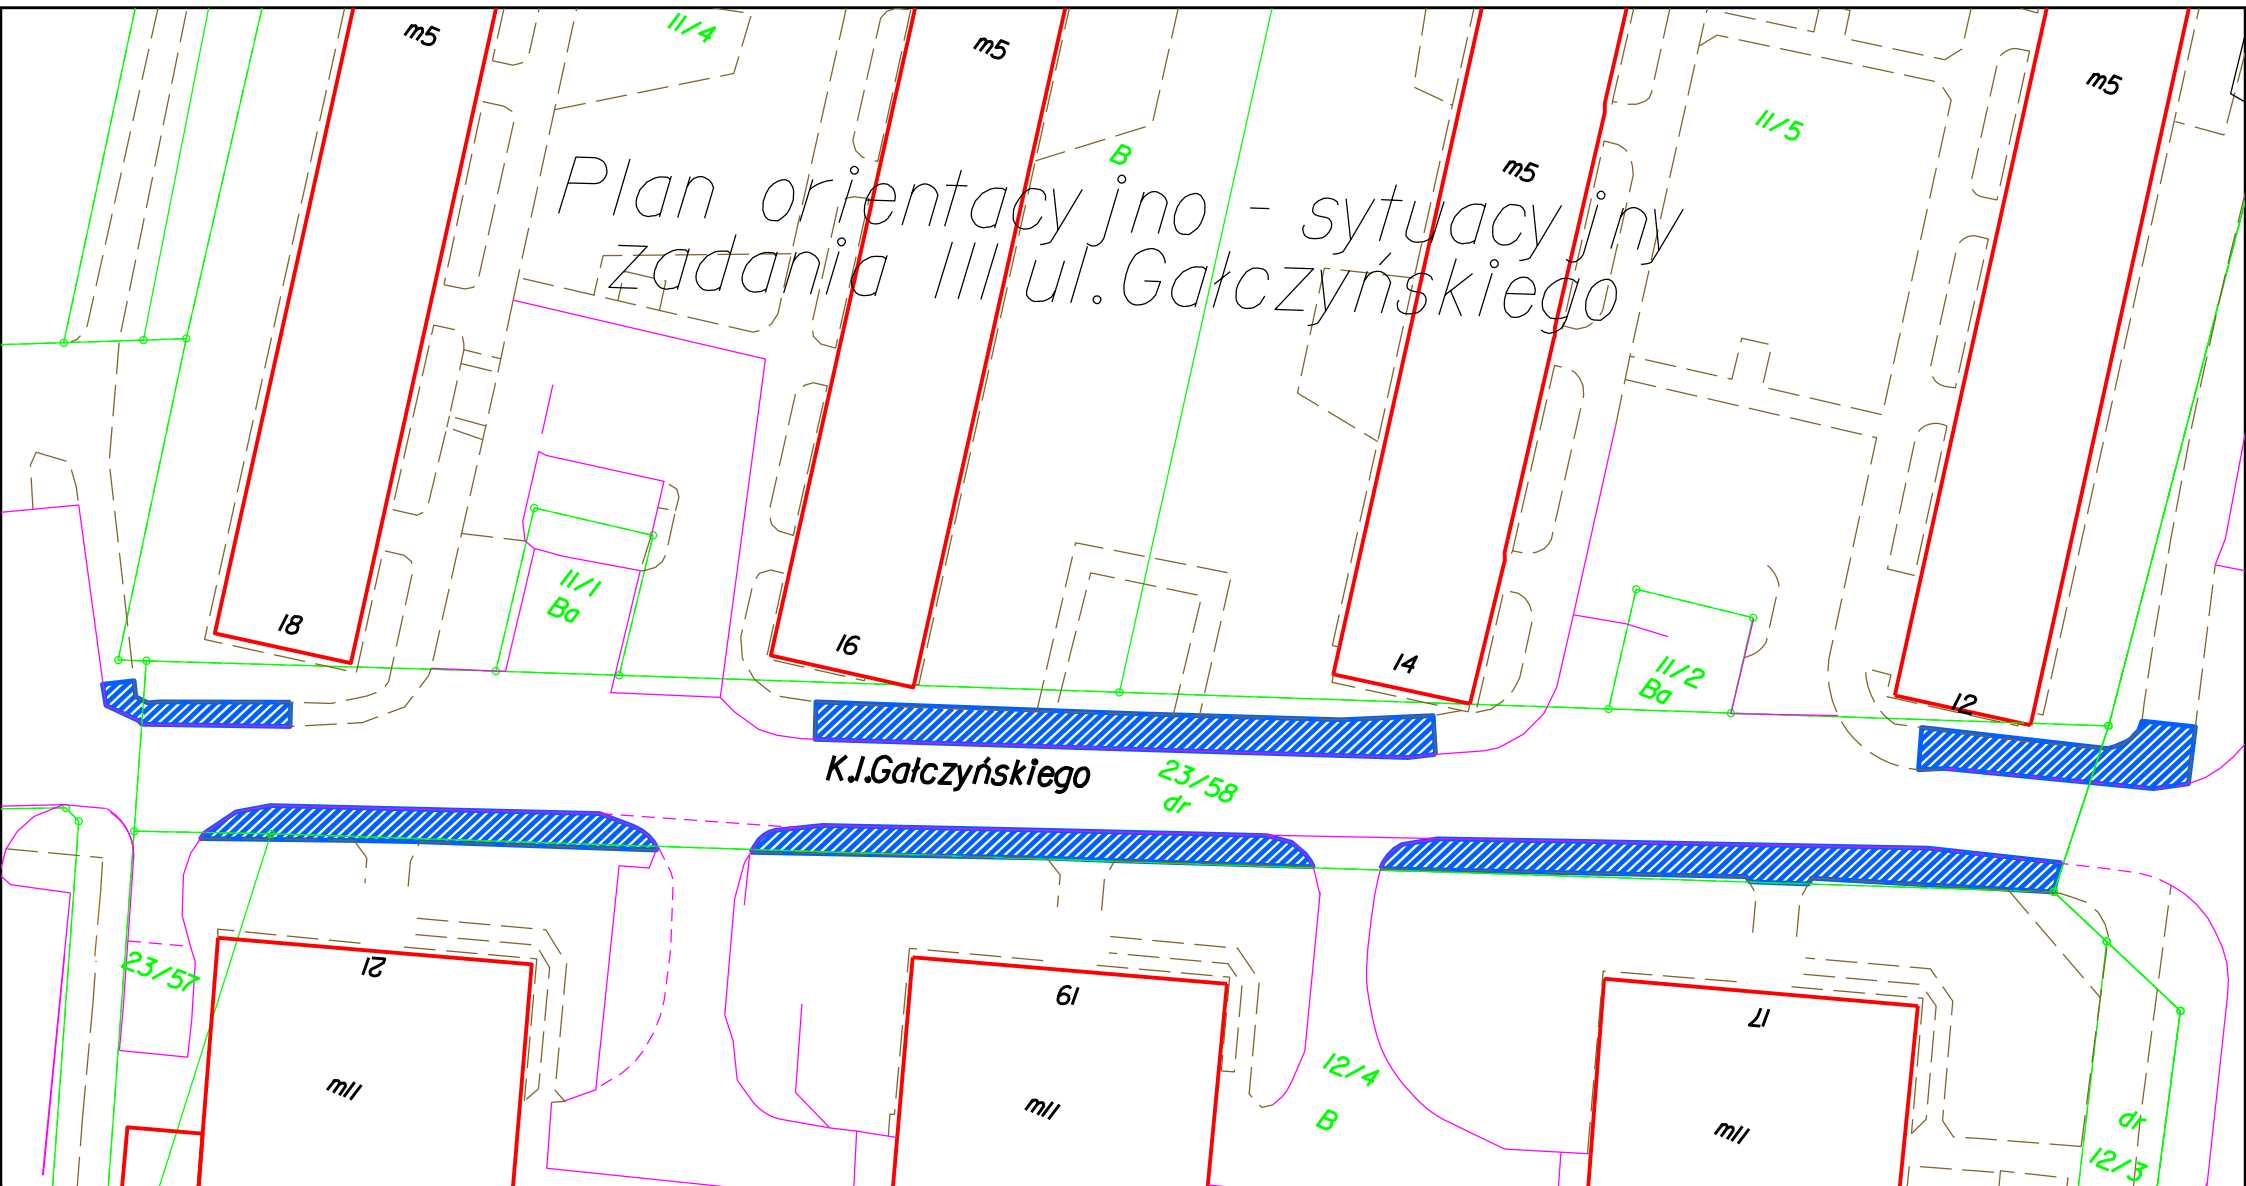 m5
11/4
m5
m5
m5
11/5
B
Plan orientacyjno - sytuacyjny
zadania III ul.Gałczyńskiego
11/1
Ba
18
16
14
11/2
Ba
12
K.I.Gałczyńskiego
23/58
dr
23/57
21
19
17
m11
m11
m11
12/4
B
dr
12/3